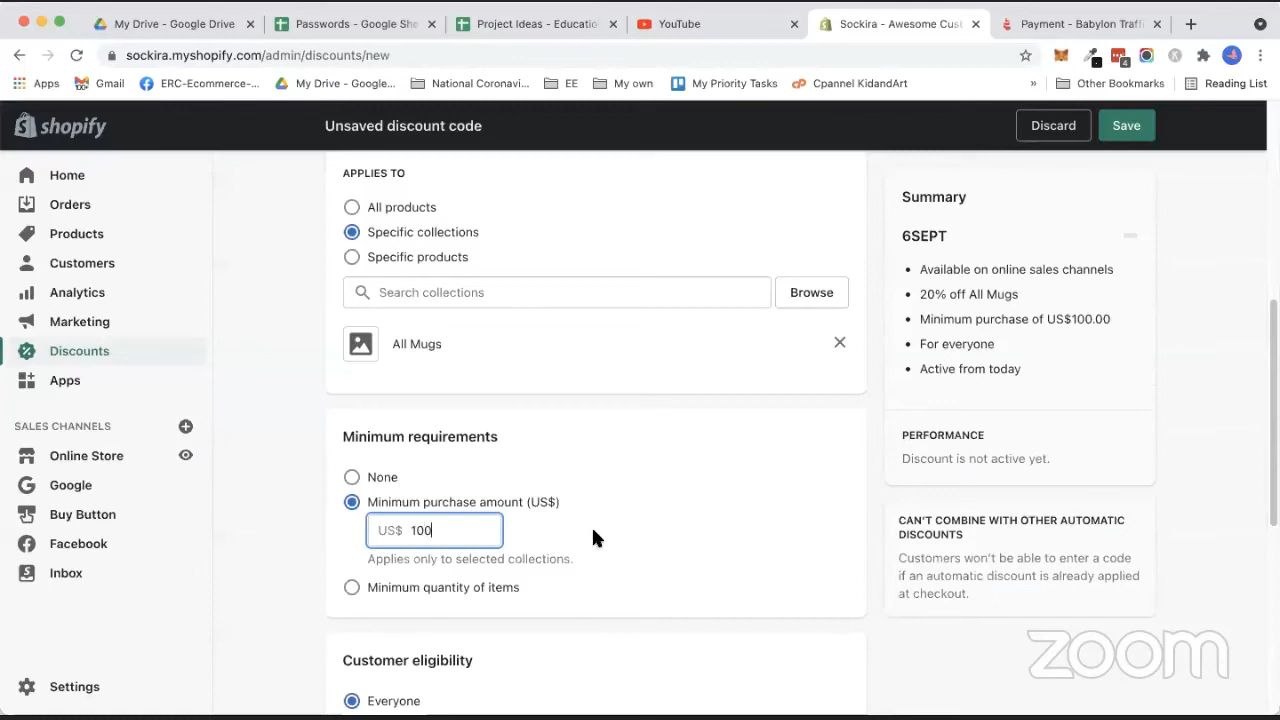 My Drive - Google Drive
Passwords - Google She
Project Ideas - Educatio
YouTube
Sockira - Awesome Cust
Payment - Babylon Traffi
sockira.myshopify.com/admin/discounts/new
4
Apps
Gmail
ERC-Ecommerce-...
My Drive - Google...
National Coronavi...
EE
My own
My Priority Tasks
Cpannel KidandArt
»
Other Bookmarks
Reading List
shopify
Unsaved discount code
Discard
Save
Home
Orders
Products
Customers
Analytics
Marketing
Discounts
Apps
SALES CHANNELS
Online Store
Google
Buy Button
Facebook
Inbox
Settings
APPLIES TO
All products
Specific collections
Specific products
Search collections
Browse
All Mugs
Minimum requirements
None
Minimum purchase amount (US$)
US$ 100
Applies only to selected collections.
Minimum quantity of items
Customer eligibility
Everyone
Summary
6SEPT
• Available on online sales channels
• 20% off All Mugs
• Minimum purchase of US$100.00
• For everyone
• Active from today
PERFORMANCE
Discount is not active yet.
CAN'T COMBINE WITH OTHER AUTOMATIC
DISCOUNTS
Customers won't be able to enter a code
if an automatic discount is already applied
at checkout.
zoom